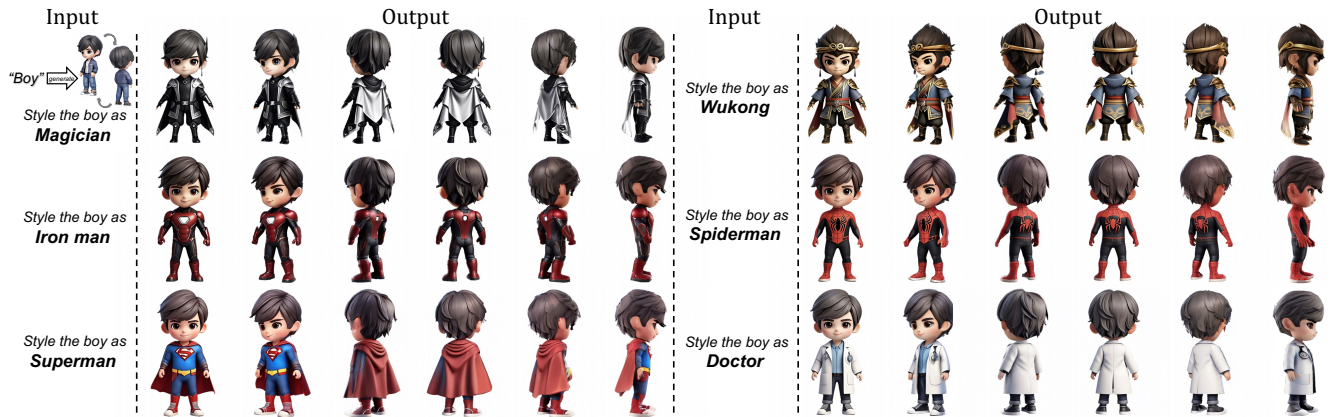 Input
Output
Input
Output
"Boy"
generate
Style the boy as
Magician
Style the boy as
Wukong
Style the boy as
Iron man
Style the boy as
Spiderman
Style the boy as
Superman
Style the boy as
Doctor